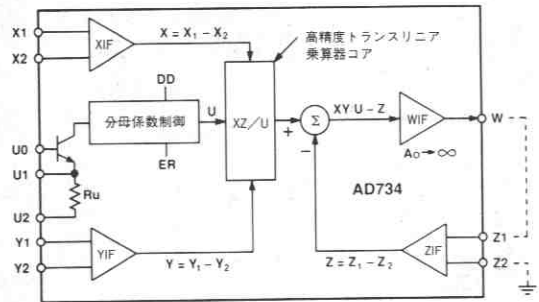 X1
X2
XIF
X = X₁ − X₂
高精度トランスリニア
乗算器コア
DD
分母係数制御
U
XZ／U
+
Σ
−
XY U − Z
WIF
A₀→∞
W
ER
U0
U1
Ru
U2
AD734
Y1
Y2
YIF
Y = Y₁ − Y₂
Z = Z₁ − Z₂
ZIF
Z1
Z2